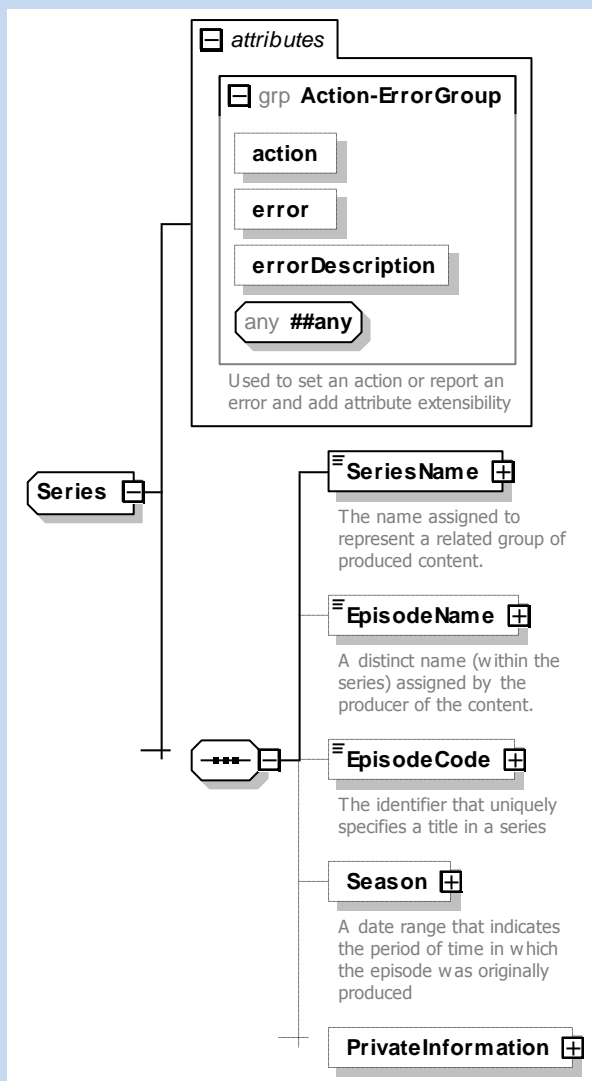 attributes
grp Action-ErrorGroup
action
error
errorDescription
any ##any
Used to set an action or report an
error and add attribute extensibility
Series
SeriesName
The name assigned to
represent a related group of
produced content.
EpisodeName
A distinct name (within the
series) assigned by the
producer of the content.
EpisodeCode
The identifier that uniquely
specifies a title in a series
Season
A date range that indicates
the period of time in which
the episode was originally
produced
PrivateInformation